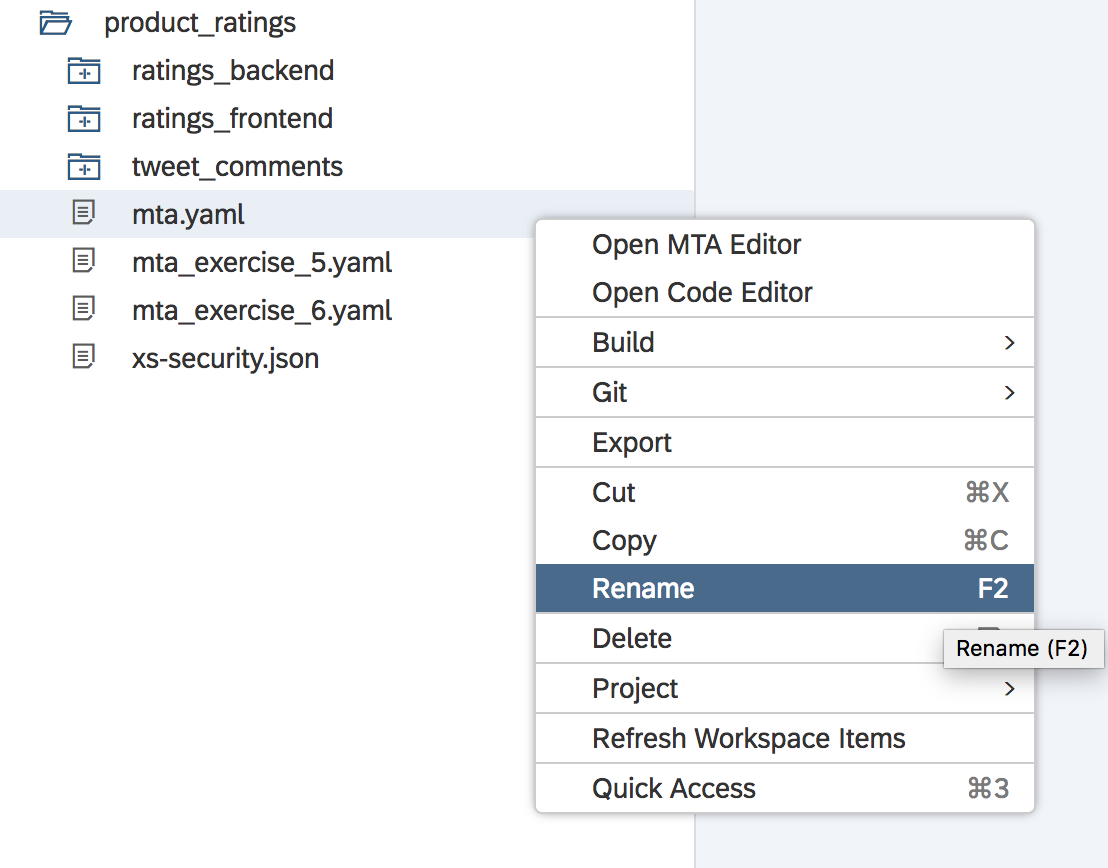 product_ratings
ratings_backend
ratings_frontend
tweet_comments
mta.yaml
mta_exercise_5.yaml
mta_exercise_6.yaml
xs-security.json
Open MTA Editor
Open Code Editor
Build
Git
Export
Cut ⌘X
Copy ⌘C
Rename F2
Delete
Rename (F2)
Project
Refresh Workspace Items
Quick Access ⌘3